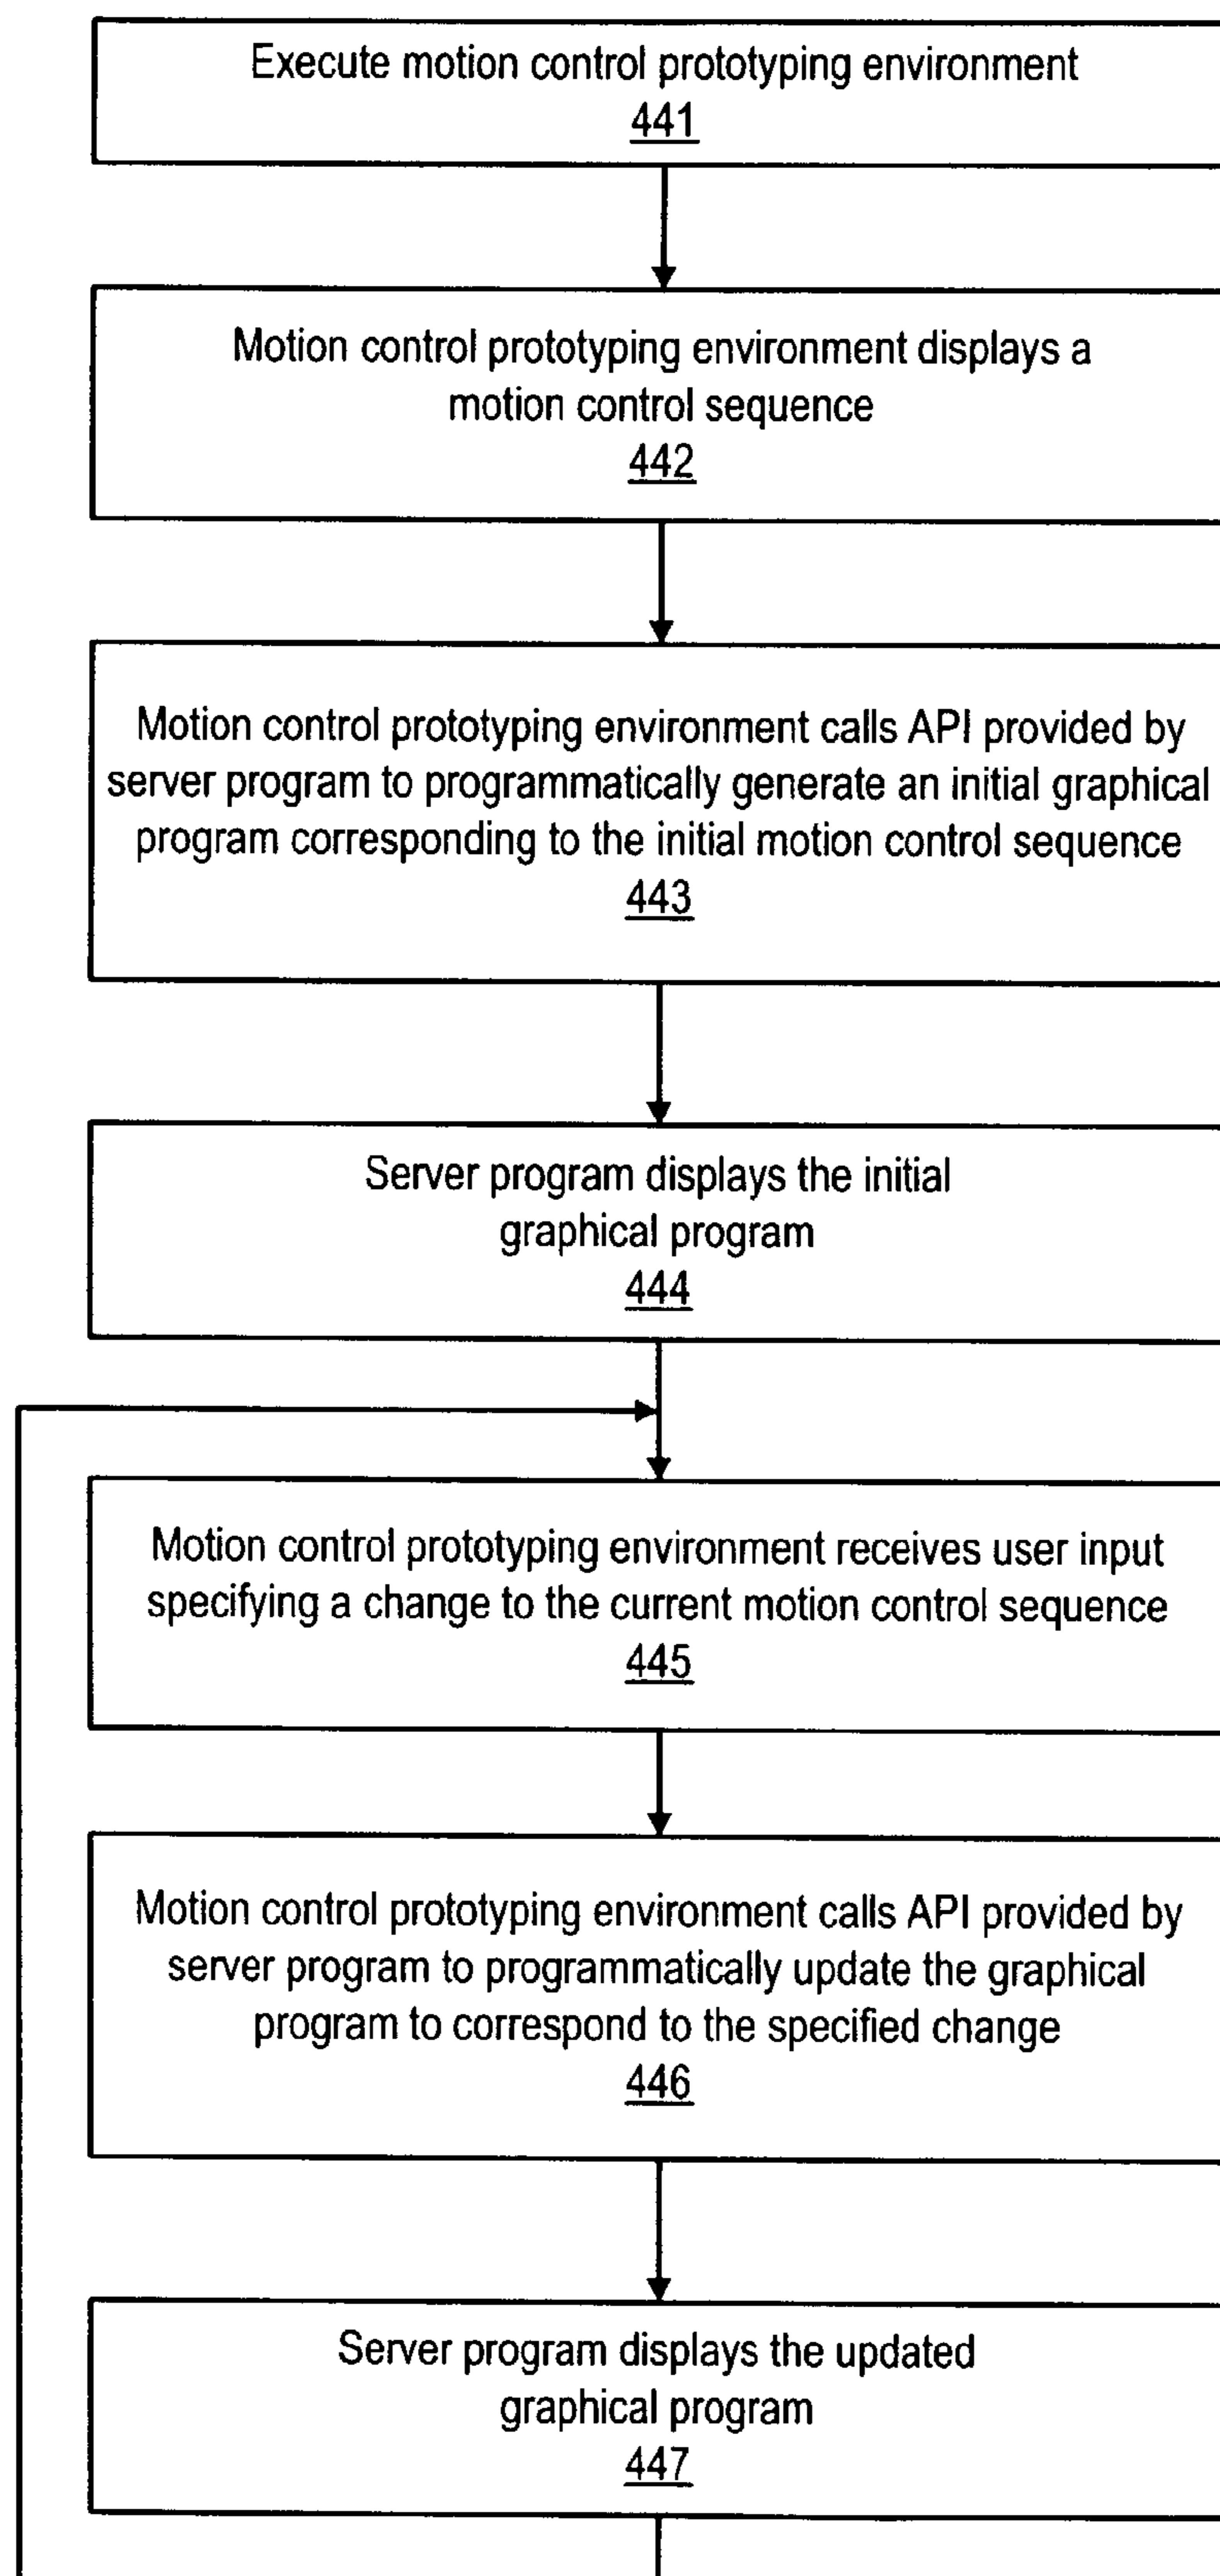 Execute motion control prototyping environment
441
Motion control prototyping environment displays a
motion control sequence
442
Motion control prototyping environment calls API provided by
server program to programmatically generate an initial graphical
program corresponding to the initial motion control sequence
443
Server program displays the initial
graphical program
444
Motion control prototyping environment receives user input
specifying a change to the current motion control sequence
445
Motion control prototyping environment calls API provided by
server program to programmatically update the graphical
program to correspond to the specified change
446
Server program displays the updated
graphical program
447